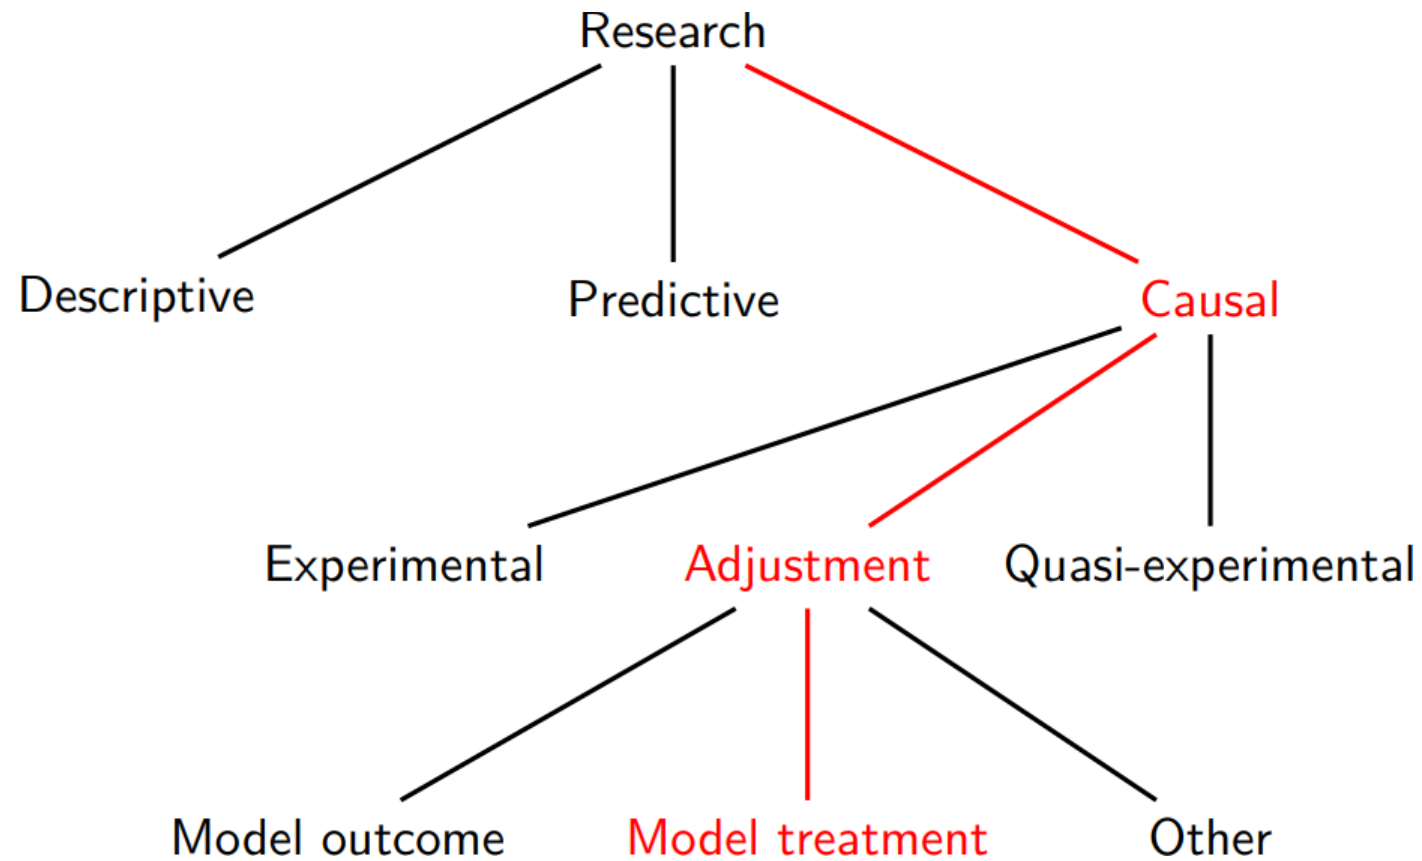 Research
Descriptive
Predictive
Causal
Experimental
Adjustment
Quasi-experimental
Model outcome
Model treatment
Other